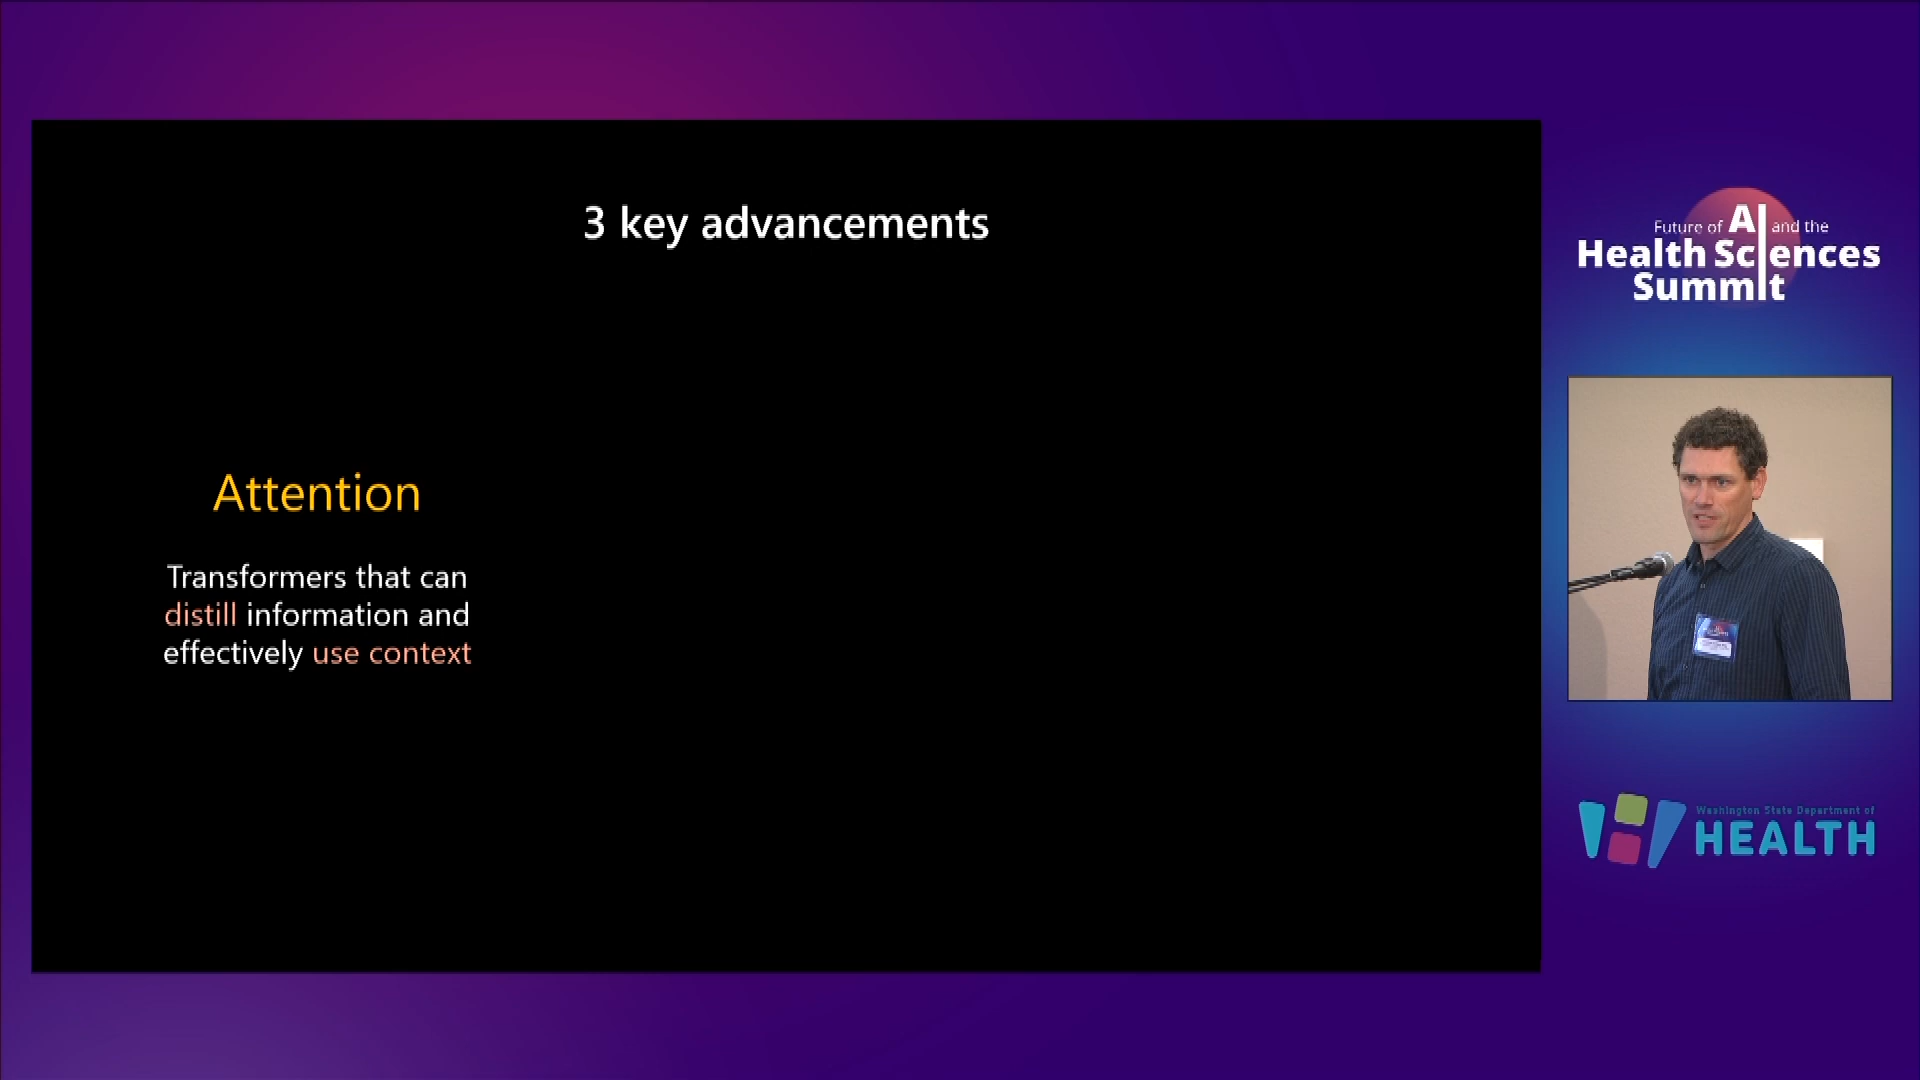 3 key advancements
Attention
Transformers that can
distill information and
effectively use context
Future of AI and the
Health Sciences
Summit
Washington State Department of
HEALTH